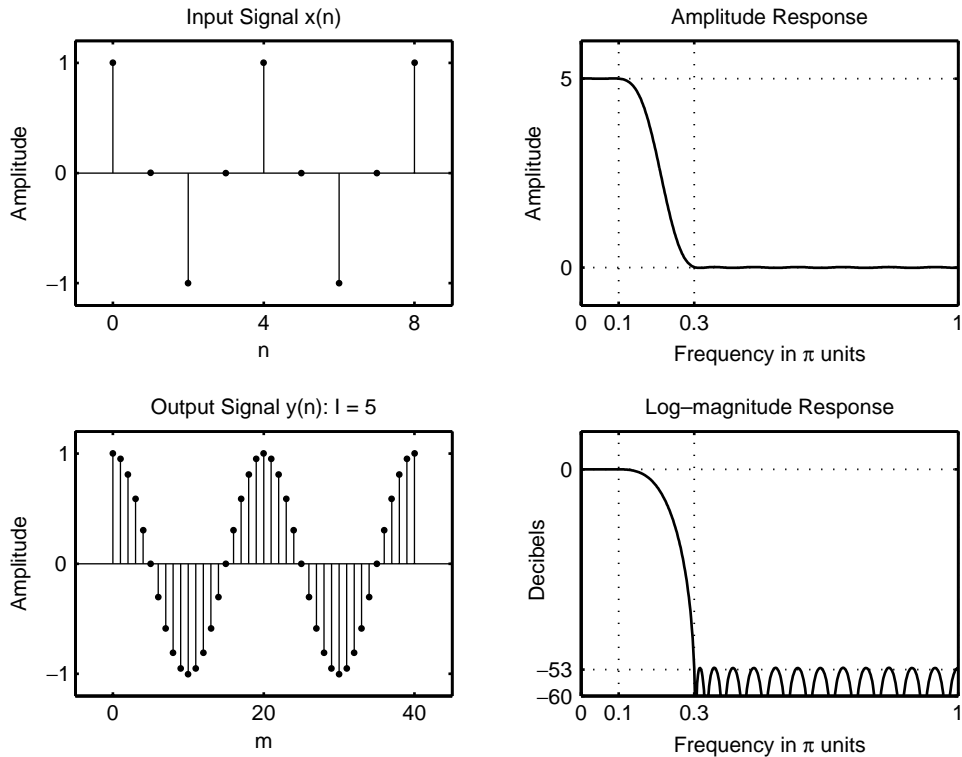 Input Signal x(n)
Amplitude
1
0
−1
0 4 8
n
Amplitude Response
Amplitude
5
0
0 0.1 0.3 1
Frequency in π units
Output Signal y(n): I = 5
Amplitude
1
0
−1
0 20 40
m
Log−magnitude Response
Decibels
0
−53
−60
0 0.1 0.3 1
Frequency in π units